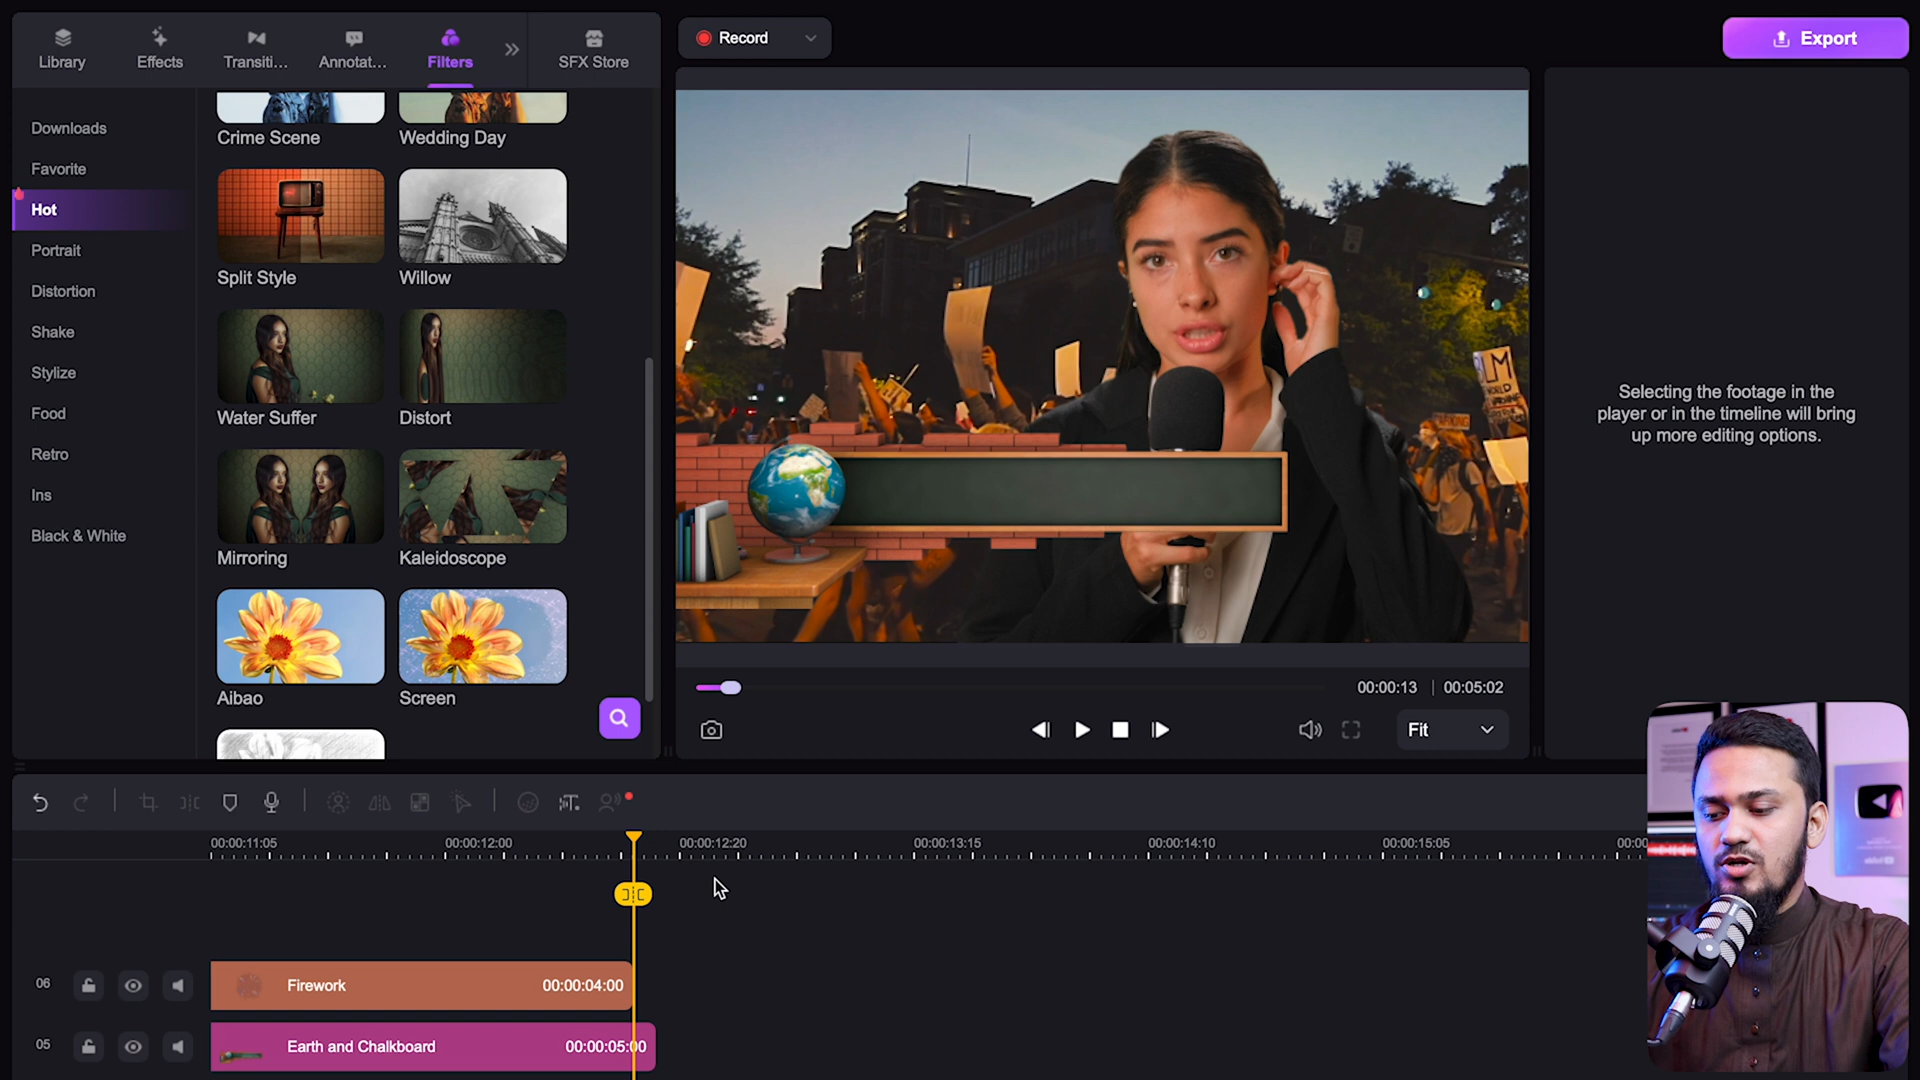 Library
Effects
Transiti...
Annotat...
Filters
SFX Store
Record
Export
Downloads
Favorite
Hot
Portrait
Distortion
Shake
Stylize
Food
Retro
Ins
Black & White
Crime Scene
Wedding Day
Split Style
Willow
Water Suffer
Distort
Mirroring
Kaleidoscope
Aibao
Screen
LM
Selecting the footage in the
player or in the timeline will bring
up more editing options.
00:00:13 | 00:05:02
Fit
00:00:11:05
00:00:12:00
00:00:12:20
00:00:13:15
00:00:14:10
00:00:15:05
00:00
06
Firework
00:00:04:00
05
Earth and Chalkboard
00:00:05:00